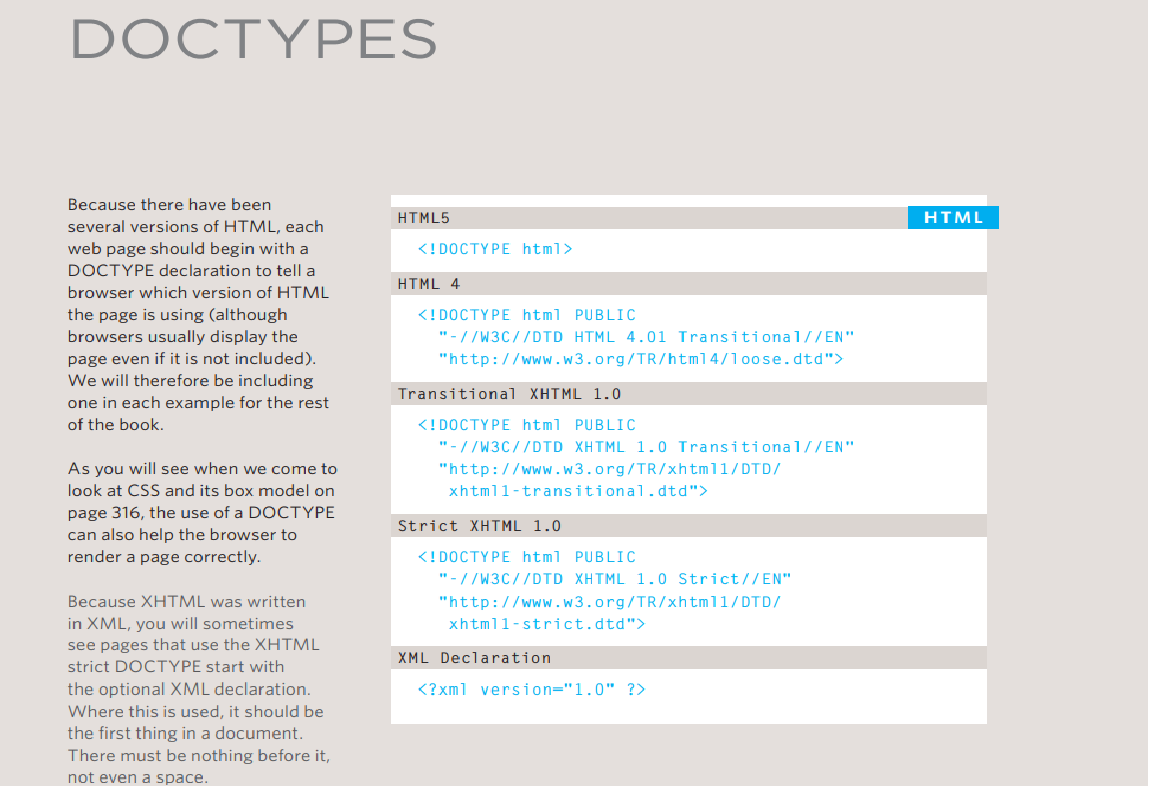 DOCTYPES
Because there have been
several versions of HTML, each
web page should begin with a
DOCTYPE declaration to tell a
browser which version of HTML
the page is using (although
browsers usually display the
page even if it is not included).
We will therefore be including
one in each example for the rest
of the book.
As you will see when we come to
look at CSS and its box model on
page 316, the use of a DOCTYPE
can also help the browser to
render a page correctly.
Because XHTML was written
in XML, you will sometimes
see pages that use the XHTML
strict DOCTYPE start with
the optional XML declaration.
Where this is used, it should be
the first thing in a document.
There must be nothing before it,
not even a space.
HTML5 HTML
<!DOCTYPE html>
HTML 4
<!DOCTYPE html PUBLIC
"-//W3C//DTD HTML 4.01 Transitional//EN"
"http://www.w3.org/TR/html4/loose.dtd">
Transitional XHTML 1.0
<!DOCTYPE html PUBLIC
"-//W3C//DTD XHTML 1.0 Transitional//EN"
"http://www.w3.org/TR/xhtml1/DTD/
xhtml1-transitional.dtd">
Strict XHTML 1.0
<!DOCTYPE html PUBLIC
"-//W3C//DTD XHTML 1.0 Strict//EN"
"http://www.w3.org/TR/xhtml1/DTD/
xhtml1-strict.dtd">
XML Declaration
<?xml version="1.0" ?>